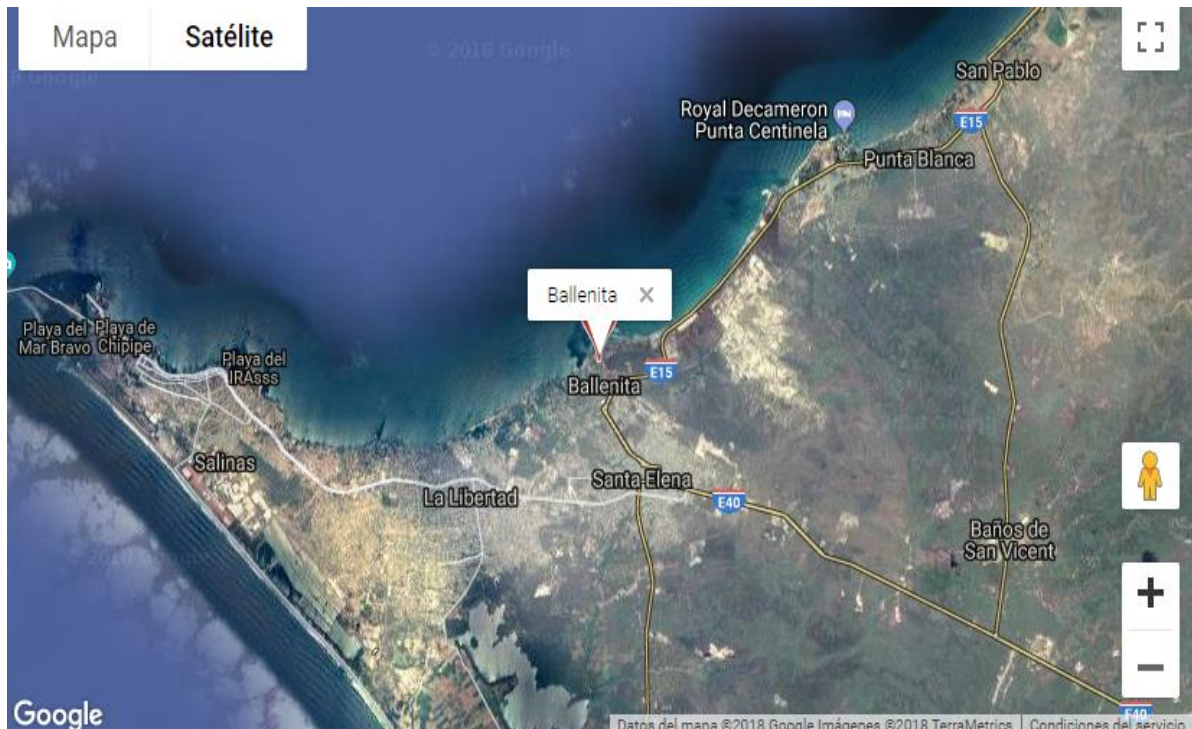 Mapa
Satélite
© 2018 Google
Google
San Pablo
Royal Decameron
Punta Centinela
E15
Punta Blanca
Ballenita
Playa del
Mar Bravo
Playa de
Chipipe
Playa del
IRAsss
Ballenita
E15
Salinas
La Libertad
Santa Elena
E40
Baños de
San Vicent
E40
Google
Datos del mapa ©2018 Google Imágenes ©2018 TerraMetrics
Condiciones del servicio